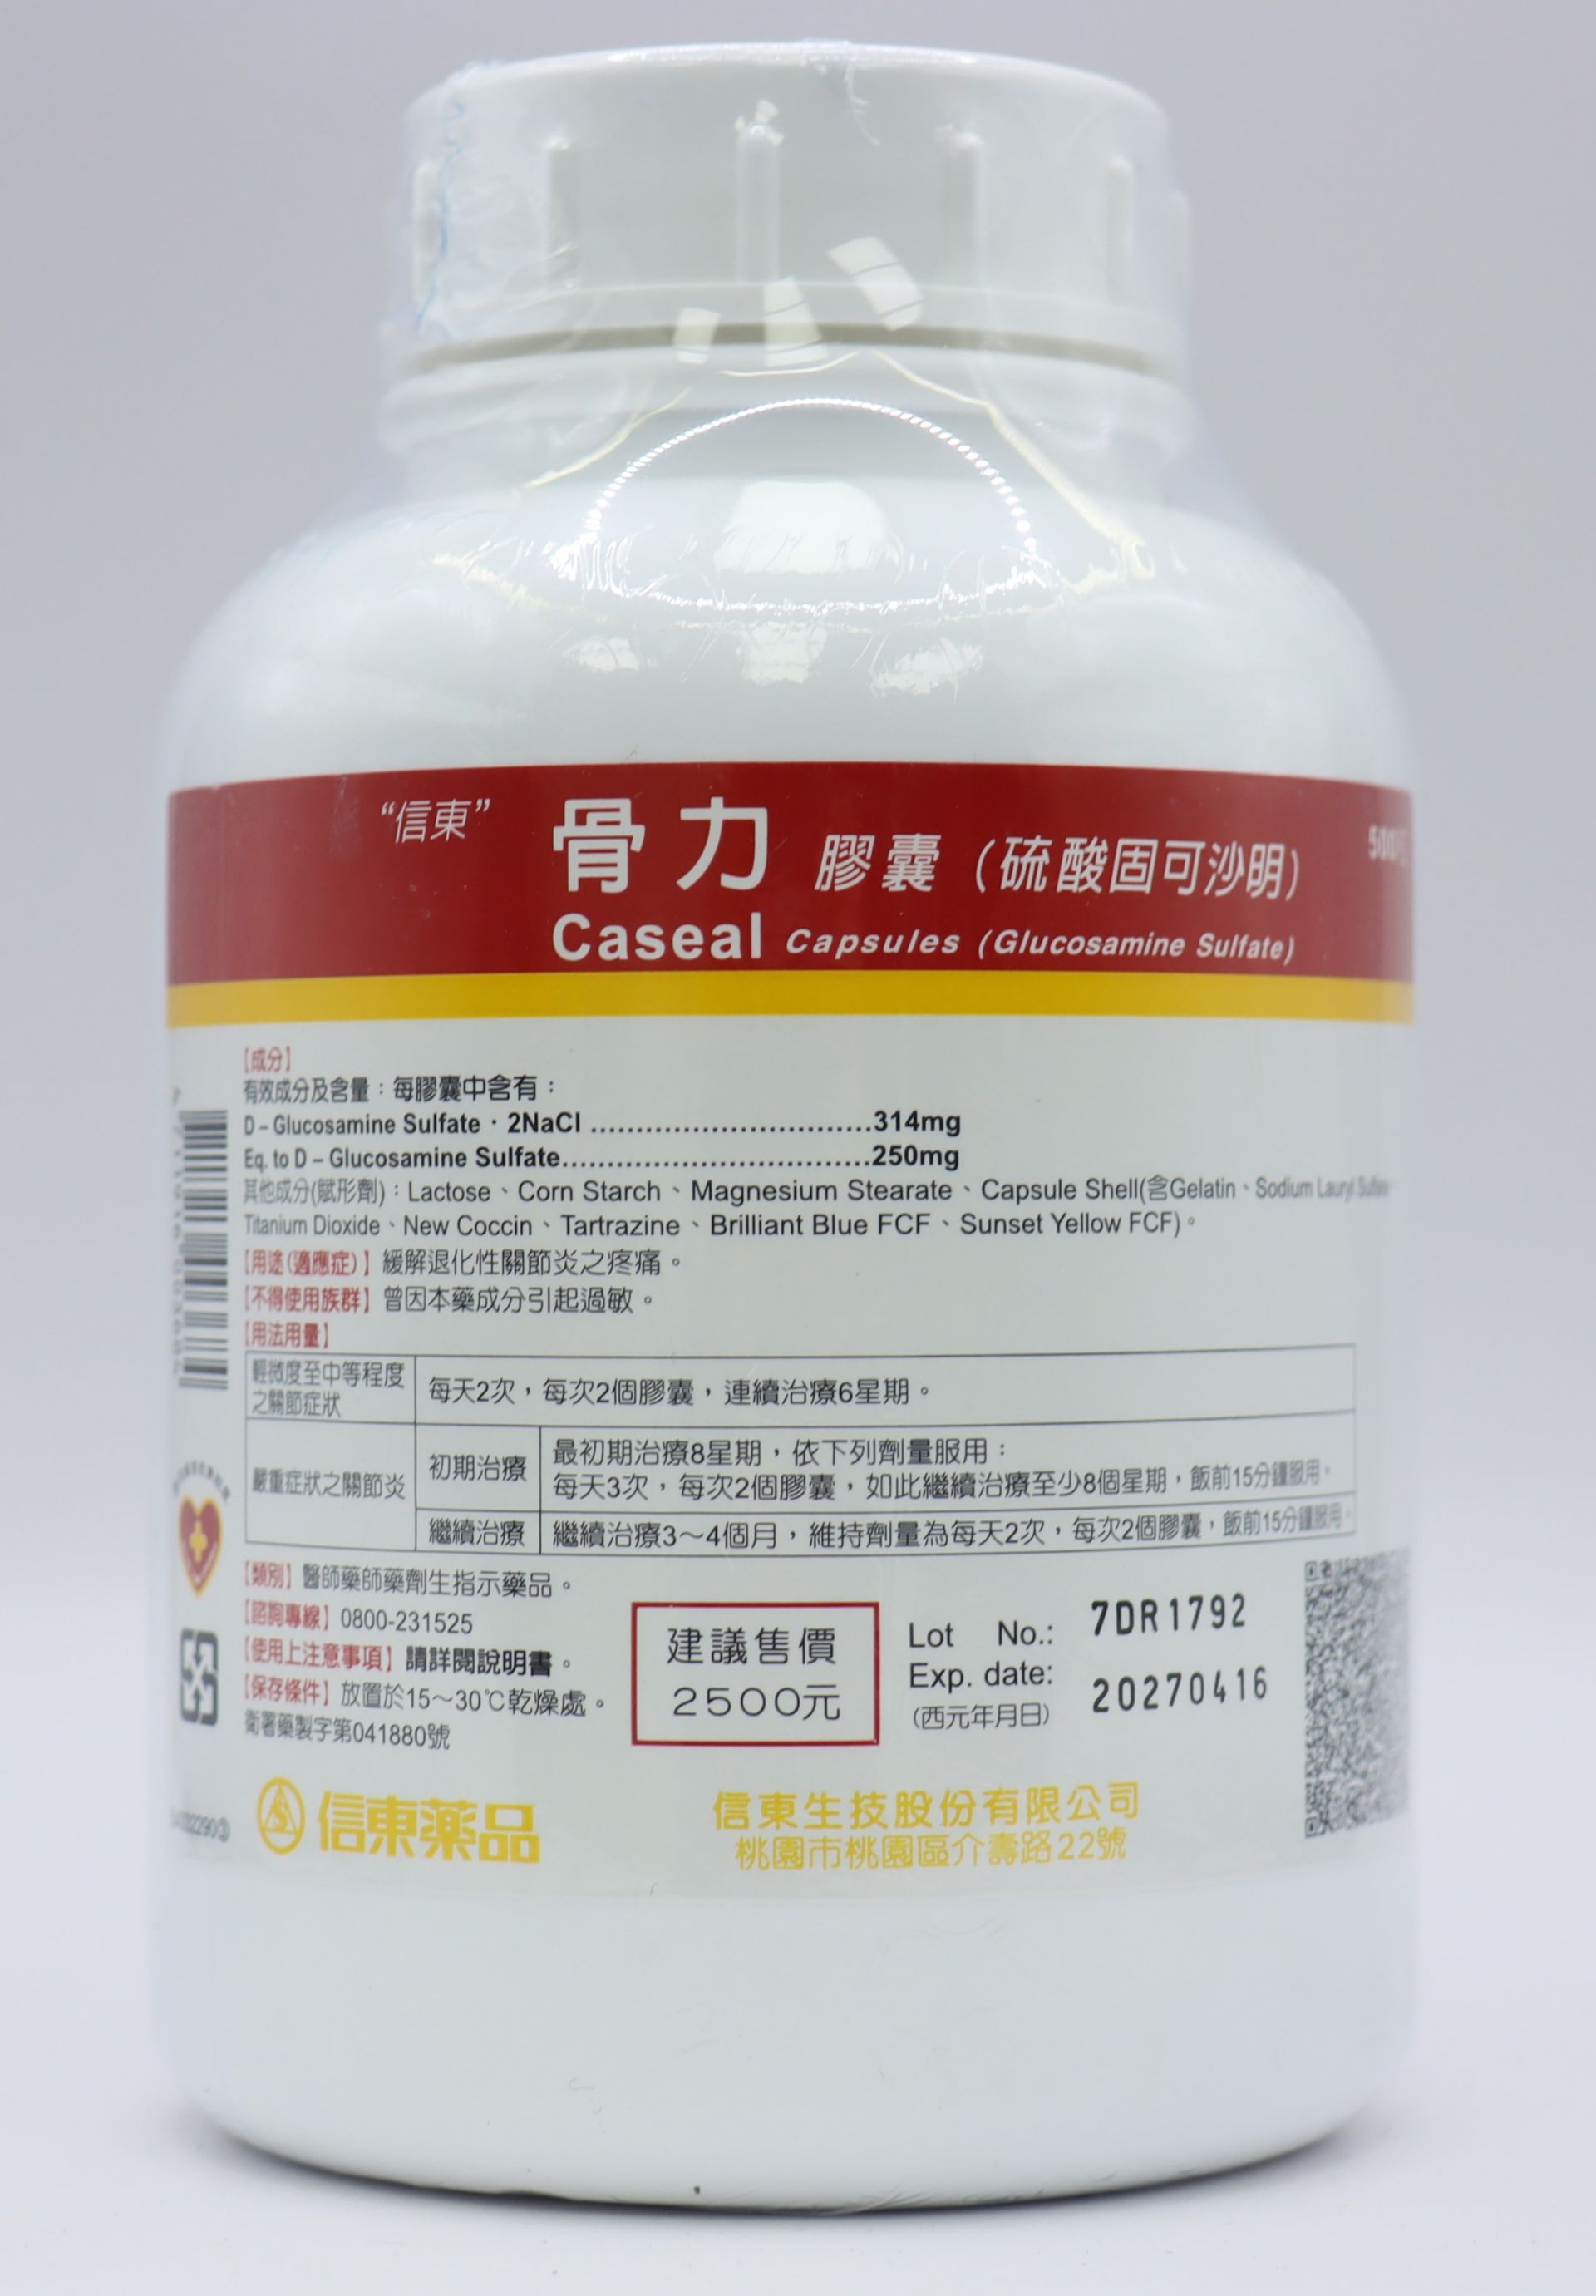 “信東” 骨力 膠囊（硫酸固可沙明）
Caseal Capsules (Glucosamine Sulfate)
【成分】
有效成分及含量：每膠囊中含有：
D－Glucosamine Sulfate・2NaCl ...............................314mg
Eq. to D－Glucosamine Sulfate..................................250mg
其他成分(賦形劑)：Lactose、Corn Starch、Magnesium Stearate、Capsule Shell(含Gelatin、Sodium Lauryl Sulfate、
Titanium Dioxide、New Coccin、Tartrazine、Brilliant Blue FCF、Sunset Yellow FCF)。
【用途(適應症)】緩解退化性關節炎之疼痛。
【不得使用族群】曾因本藥成分引起過敏。
【用法用量】
輕微度至中等程度
之關節症狀
每天2次，每次2個膠囊，連續治療6星期。
嚴重症狀之關節炎
初期治療
最初期治療8星期，依下列劑量服用：
每天3次，每次2個膠囊，如此繼續治療至少8個星期，飯前15分鐘服用。
繼續治療
繼續治療3～4個月，維持劑量為每天2次，每次2個膠囊，飯前15分鐘服用。
【類別】醫師藥師藥劑生指示藥品。
【諮詢專線】0800-231525
【使用上注意事項】請詳閱說明書。
【保存條件】放置於15～30℃乾燥處。
衛署藥製字第041880號
建議售價
2500元
Lot No.: 7DR1792
Exp. date: 20270416
(西元年月日)
信東藥品
信東生技股份有限公司
桃園市桃園區介壽路22號